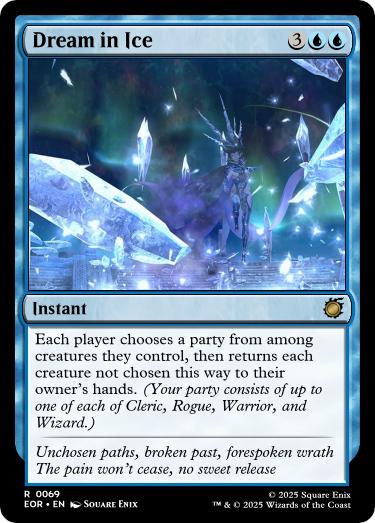 Dream in Ice 3
Instant
Each player chooses a party from among
creatures they control, then returns each
creature not chosen this way to their
owner's hands. (Your party consists of up to
one of each of Cleric, Rogue, Warrior, and
Wizard.)
Unchosen paths, broken past, forespoken wrath
The pain won't cease, no sweet release
R 0069 © 2025 Square Enix
EOR • EN Square Enix ™ & © 2025 Wizards of the Coast